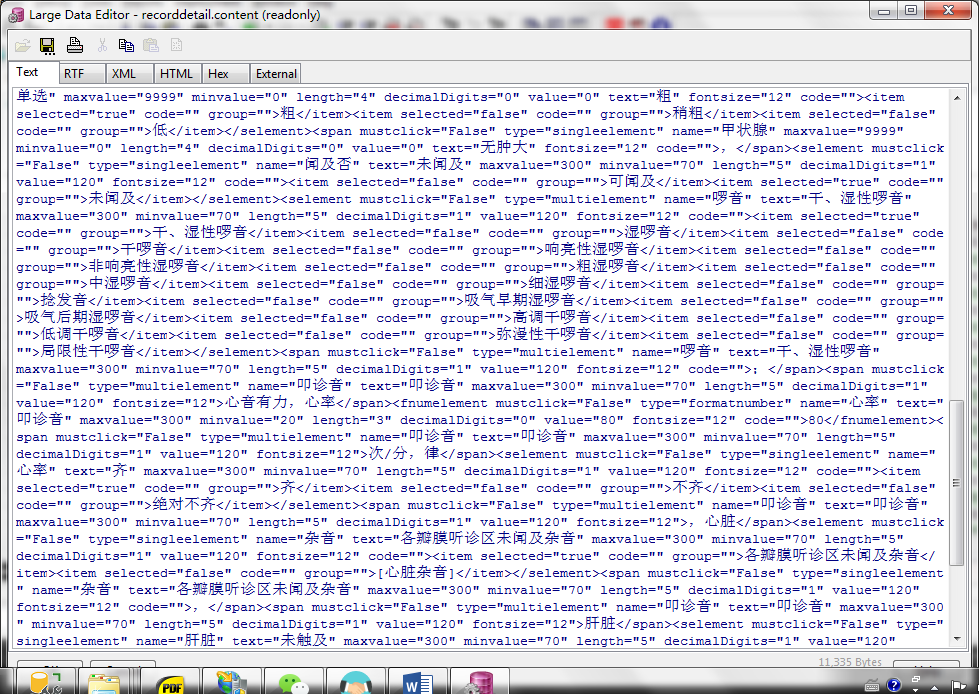 Large Data Editor - recorddetail.content (readonly)
Text RTF XML HTML Hex External
单选" maxvalue="9999" minvalue="0" length="4" decimalDigits="0" value="0" text="粗" fontsize="12" code=""><item
selected="true" code="" group="">粗</item><item selected="false" code="" group="">稍粗</item><item selected="false"
code="" group="">低</item></selement><span mustclick="False" type="singleelement" name="甲状腺" maxvalue="9999"
minvalue="0" length="4" decimalDigits="0" value="0" text="无肿大" fontsize="12" code="">，</span><selement mustclick
="False" type="singleelement" name="闻及否" text="未闻及" maxvalue="300" minvalue="70" length="5" decimalDigits="1"
value="120" fontsize="12" code=""><item selected="false" code="" group="">可闻及</item><item selected="true" code=""
group="">未闻及</item></selement><selement mustclick="False" type="multielement" name="啰音" text="干、湿性啰音"
maxvalue="300" minvalue="70" length="5" decimalDigits="1" value="120" fontsize="12" code=""><item selected="true"
code="" group="">干、湿性啰音</item><item selected="false" code="" group="">湿啰音</item><item selected="false" code
="" group="">干啰音</item><item selected="false" code="" group="">响亮性湿啰音</item><item selected="false" code=""
group="">非响亮性湿啰音</item><item selected="false" code="" group="">粗湿啰音</item><item selected="false" code=""
group="">中湿啰音</item><item selected="false" code="" group="">细湿啰音</item><item selected="false" code="" group=
"">捻发音</item><item selected="false" code="" group="">吸气早期湿啰音</item><item selected="false" code="" group=""
>吸气后期湿啰音</item><item selected="false" code="" group="">高调干啰音</item><item selected="false" code="" group=
"">低调干啰音</item><item selected="false" code="" group="">弥漫性干啰音</item><item selected="false" code="" group=
"">局限性干啰音</item></selement><span mustclick="False" type="multielement" name="啰音" text="干、湿性啰音"
maxvalue="300" minvalue="70" length="5" decimalDigits="1" value="120" fontsize="12" code="">；</span><span mustclick
="False" type="multielement" name="叩诊音" text="叩诊音" maxvalue="300" minvalue="70" length="5" decimalDigits="1"
value="120" fontsize="12">心音有力，心率</span><fnumelement mustclick="False" type="formatnumber" name="心率" text=
"叩诊音" maxvalue="300" minvalue="20" length="3" decimalDigits="0" value="80" fontsize="12" code="">80</fnumelement><
span mustclick="False" type="multielement" name="叩诊音" text="叩诊音" maxvalue="300" minvalue="70" length="5"
decimalDigits="1" value="120" fontsize="12">次/分，律</span><selement mustclick="False" type="singleelement" name="
心率" text="齐" maxvalue="300" minvalue="70" length="5" decimalDigits="1" value="120" fontsize="12" code=""><item
selected="true" code="" group="">齐</item><item selected="false" code="" group="">不齐</item><item selected="false"
code="" group="">绝对不齐</item></selement><span mustclick="False" type="multielement" name="叩诊音" text="叩诊音"
maxvalue="300" minvalue="70" length="5" decimalDigits="1" value="120" fontsize="12">，心脏</span><selement mustclick
="False" type="singleelement" name="杂音" text="各瓣膜听诊区未闻及杂音" maxvalue="300" minvalue="70" length="5"
decimalDigits="1" value="120" fontsize="12" code=""><item selected="true" code="" group="">各瓣膜听诊区未闻及杂音</
item><item selected="false" code="" group="">[心脏杂音]</item></selement><span mustclick="False" type="singleelement
" name="杂音" text="各瓣膜听诊区未闻及杂音" maxvalue="300" minvalue="70" length="5" decimalDigits="1" value="120"
fontsize="12" code="">，</span><span mustclick="False" type="multielement" name="叩诊音" text="叩诊音" maxvalue="300
" minvalue="70" length="5" decimalDigits="1" value="120" fontsize="12">肝脏</span><selement mustclick="False" type="
singleelement" name="肝脏" text="未触及" maxvalue="300" minvalue="70" length="5" decimalDigits="1" value="120"
11,335 Bytes
PDF
W